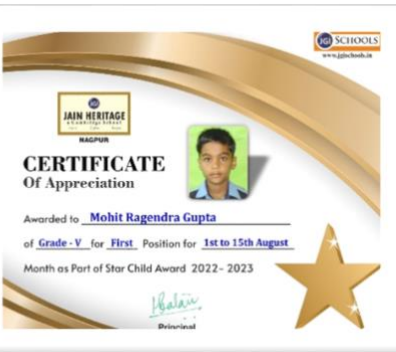 JGI SCHOOLS
www.jgischools.in
JGI
JAIN HERITAGE
a Cambridge School
NAGPUR
CERTIFICATE
Of Appreciation
Awarded to Mohit Ragendra Gupta
of Grade - V for First Position for 1st to 15th August
Month as Part of Star Child Award 2022- 2023
Principal